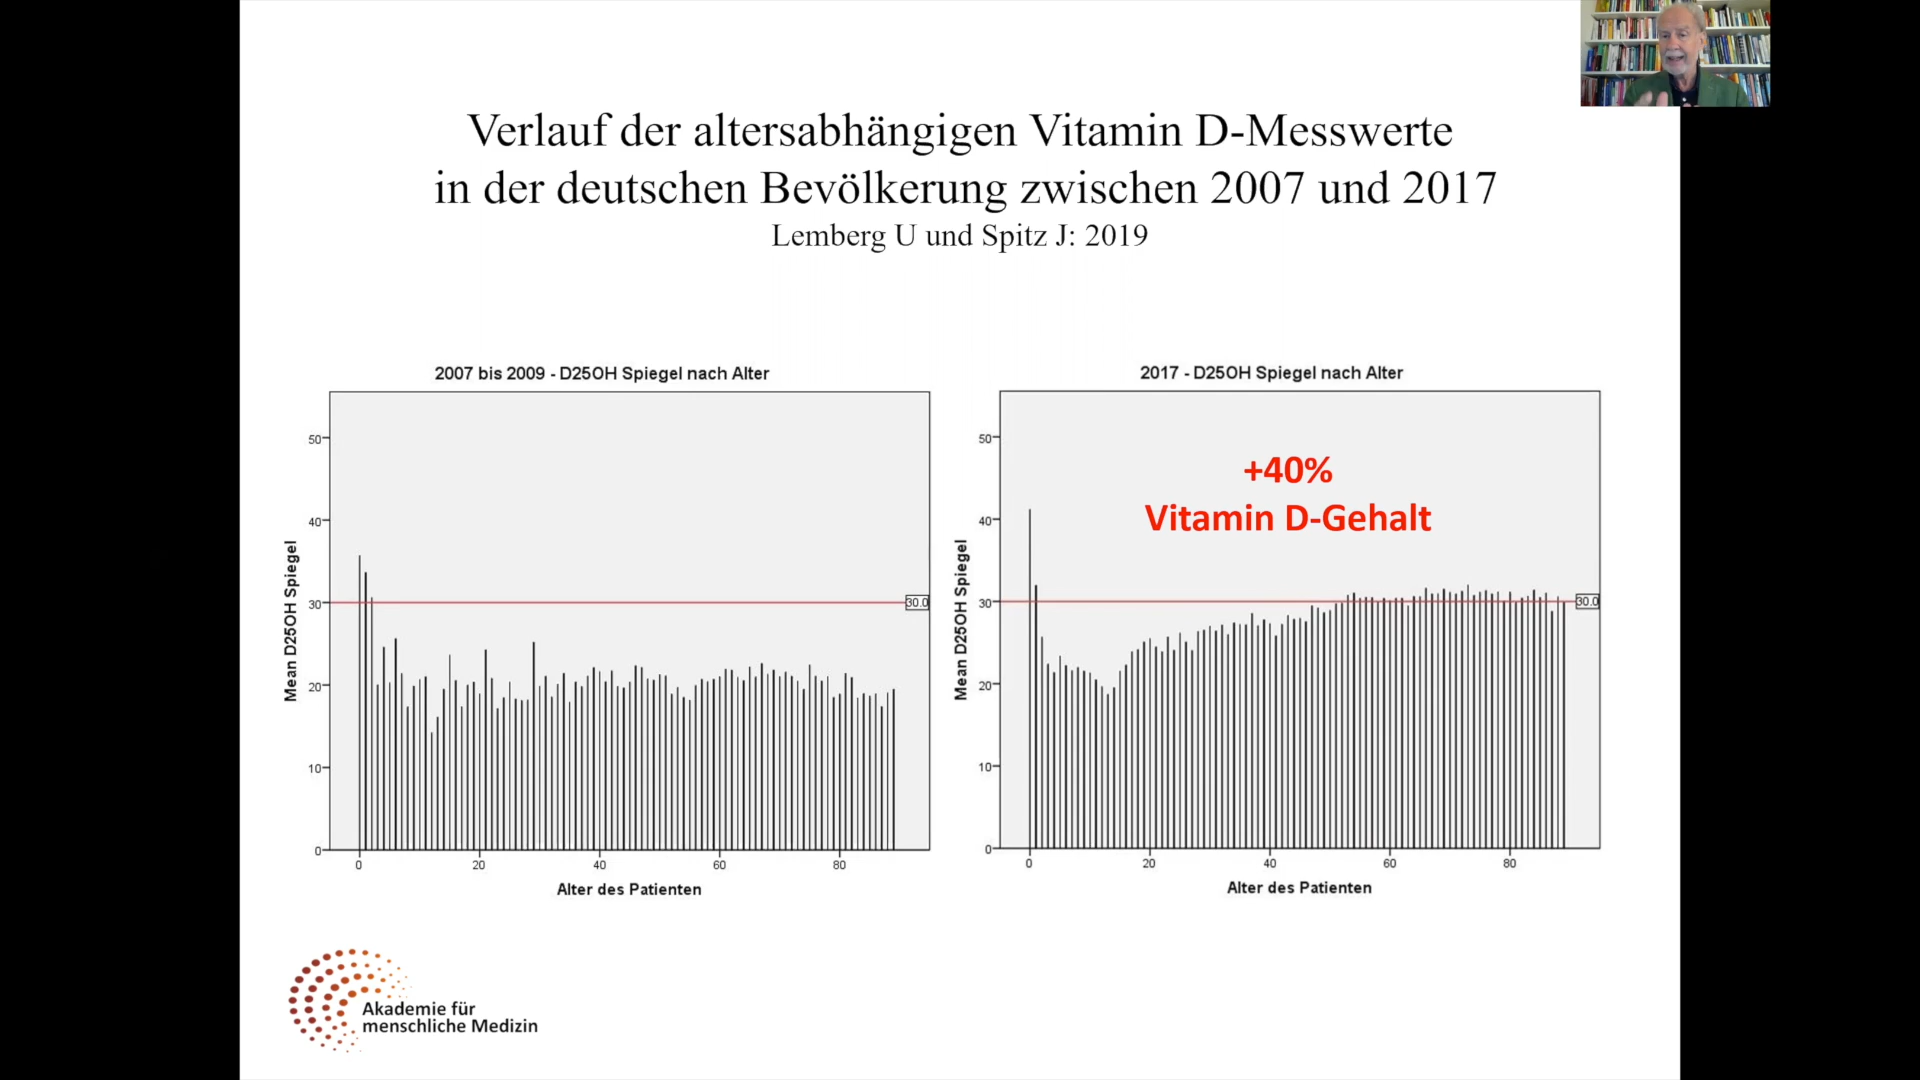 Verlauf der altersabhängigen Vitamin D-Messwerte
in der deutschen Bevölkerung zwischen 2007 und 2017
Lemberg U und Spitz J: 2019
2007 bis 2009 - D25OH Spiegel nach Alter
Mean D25OH Spiegel
50
40
30
20
10
0
30.0
0 20 40 60 80
Alter des Patienten
2017 - D25OH Spiegel nach Alter
+40%
Vitamin D-Gehalt
Mean D25OH Spiegel
50
40
30
20
10
0
30.0
0 20 40 60 80
Alter des Patienten
Akademie für
menschliche Medizin